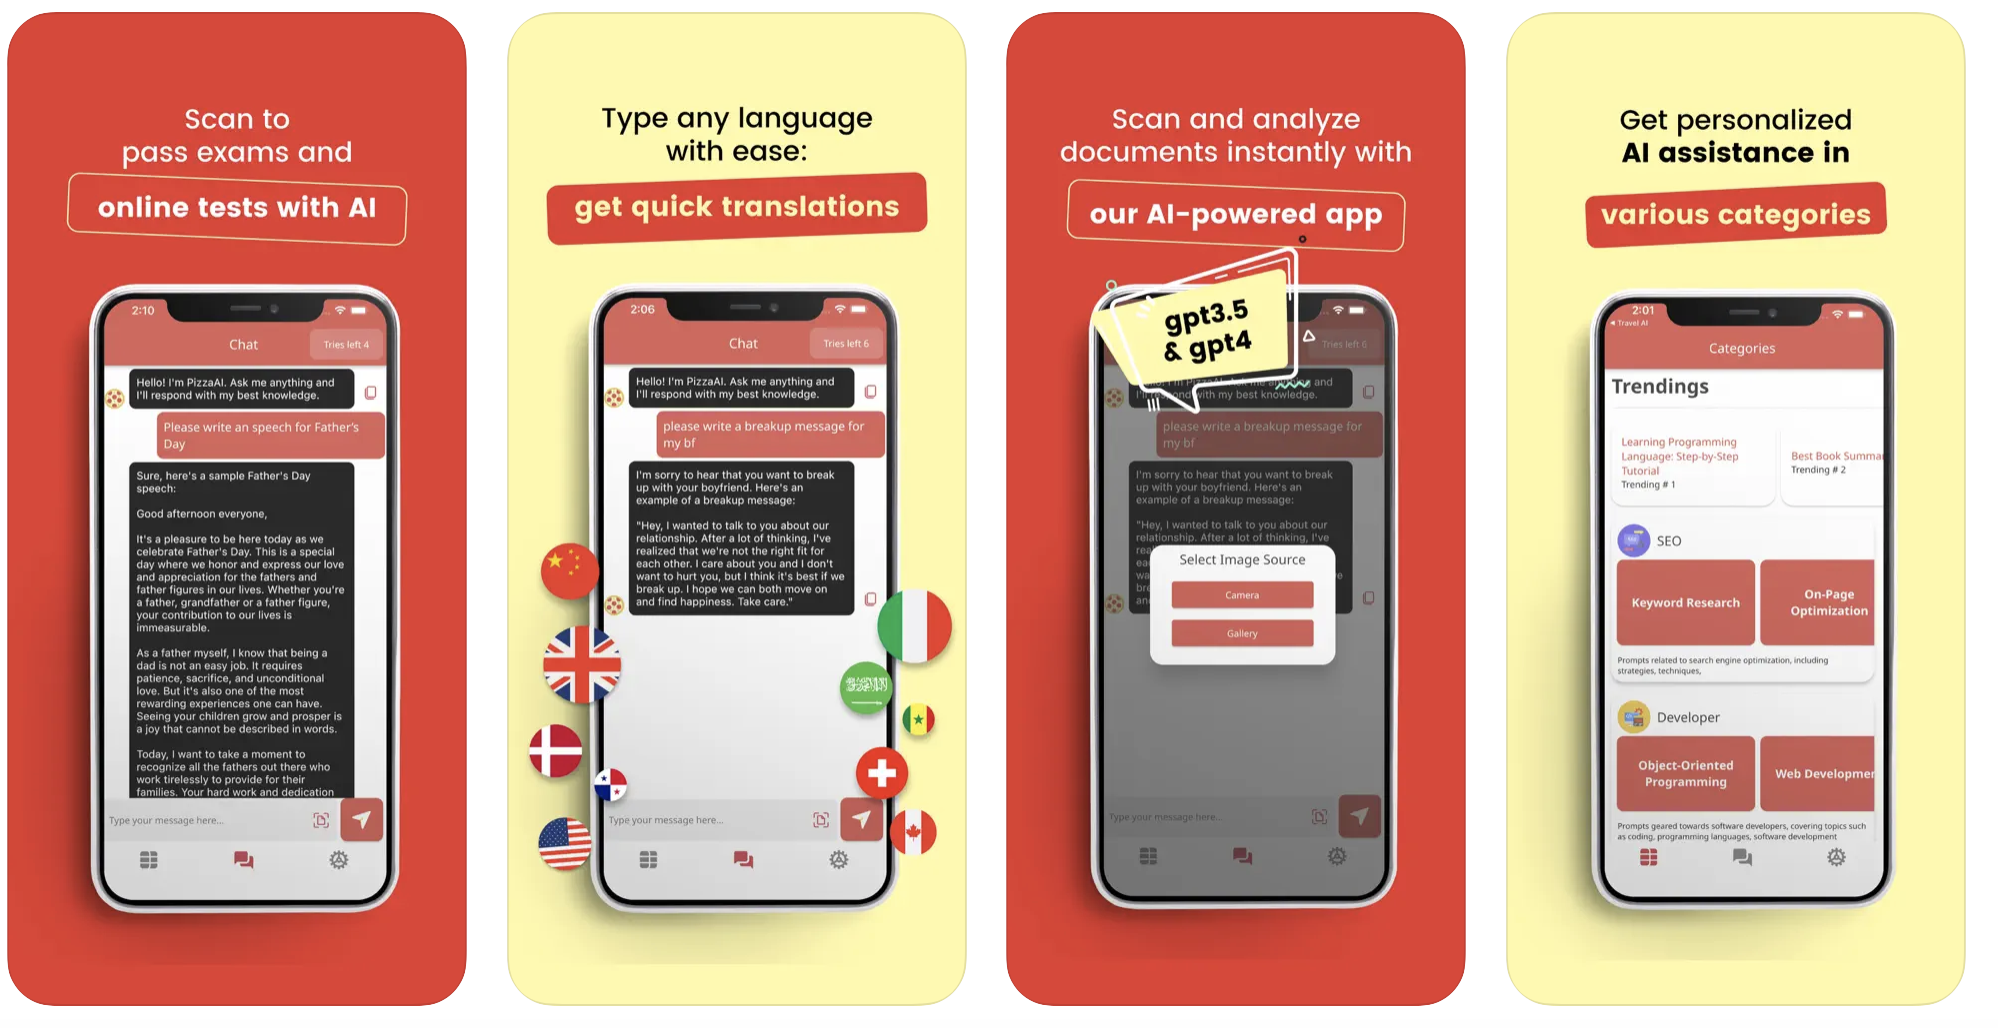 Scan to
pass exams and
online tests with AI
2:10
Chat
Tries left 4
Hello! I'm PizzaAI. Ask me anything and
I'll respond with my best knowledge.
Please write an speech for Father's
Day
Sure, here's a sample Father's Day
speech:
Good afternoon everyone,
It's a pleasure to be here today as we
celebrate Father's Day. This is a special
day where we honor and express our love
and appreciation for the fathers and
father figures in our lives. Whether you're
a father, grandfather or a father figure,
your contribution to our lives is
immeasurable.
As a father myself, I know that being a
dad is not an easy job. It requires
patience, sacrifice, and unconditional
love. But it's also one of the most
rewarding experiences one can have.
Seeing your children grow and prosper is
a joy that cannot be described in words.
Today, I want to take a moment to
recognize all the fathers out there who
work tirelessly to provide for their
families. Your hard work and dedication
Type your message here...
Type any language
with ease:
get quick translations
2:06
Chat
Tries left 6
Hello! I'm PizzaAI. Ask me anything and
I'll respond with my best knowledge.
please write a breakup message for
my bf
I'm sorry to hear that you want to break
up with your boyfriend. Here's an
example of a breakup message:
"Hey, I wanted to talk to you about our
relationship. After a lot of thinking, I've
realized that we're not the right fit for
each other. I care about you and I don't
want to hurt you, but I think it's best if we
break up. I hope we can both move on
and find happiness. Take care."
Type your message here...
Scan and analyze
documents instantly with
our AI-powered app
gpt3.5
& gpt4
Tries left 6
Hello! I'm PizzaAI. Ask me anything and
I'll respond with my best knowledge.
please write a breakup message for
my bf
I'm sorry to hear that you want to break
up with your boyfriend. Here's an
example of a breakup message:
"Hey, I wanted to talk to you about our
relationship. After a lot of thinking, I've
Select Image Source
Camera
Gallery
Type your message here...
Get personalized
AI assistance in
various categories
2:01
Travel AI
Categories
Trendings
Learning Programming
Language: Step-by-Step
Tutorial
Trending # 1
Best Book Summar
Trending # 2
SEO
Keyword Research
On-Page
Optimization
Prompts related to search engine optimization, including
strategies, techniques,
Developer
Object-Oriented
Programming
Web Developmer
Prompts geared towards software developers, covering topics such
as coding, programming languages, software development